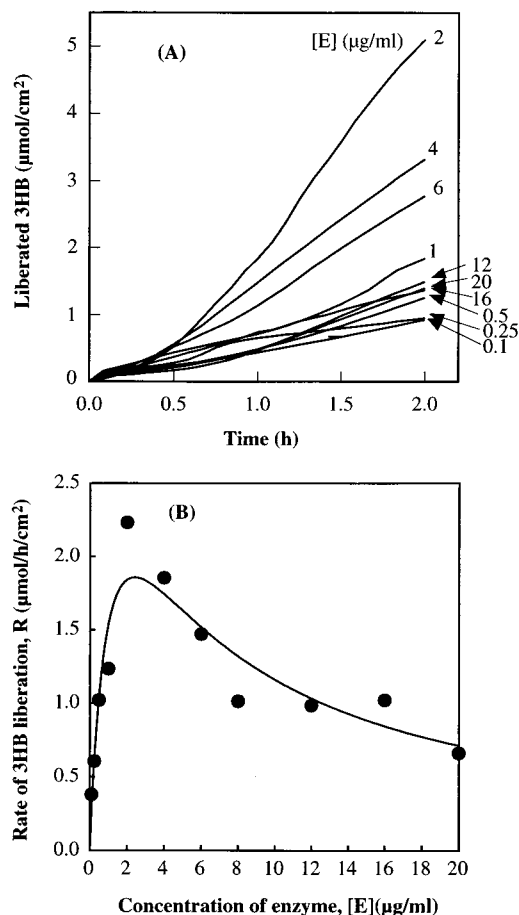 (A)
[E] (µg/ml)
Liberated 3HB (µmol/cm²)
5
4
3
2
1
0
2
4
6
1
12
20
16
0.5
0.25
0.1
0.0 0.5 1.0 1.5 2.0
Time (h)
(B)
Rate of 3HB liberation, R (µmol/h/cm²)
2.5
2.0
1.5
1.0
0.5
0.0
0 2 4 6 8 10 12 14 16 18 20
Concentration of enzyme, [E](µg/ml)